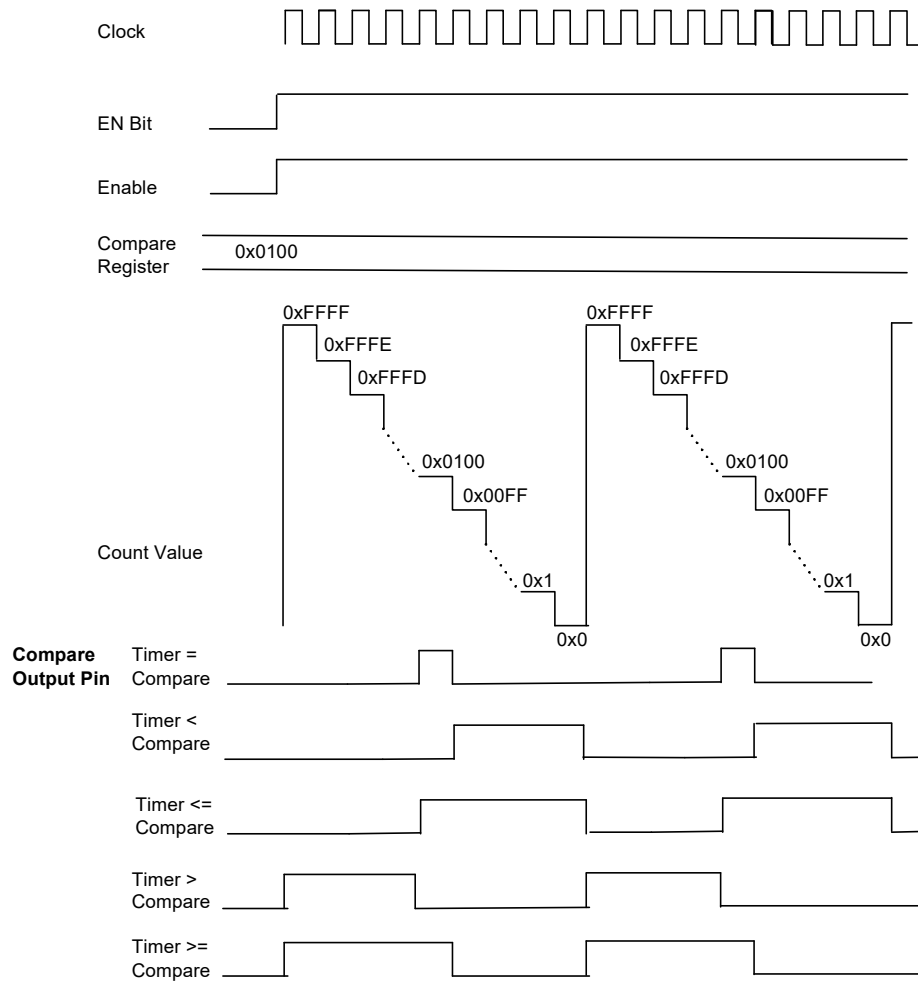 Clock
EN Bit
Enable
Compare
Register
0x0100
0xFFFF
0xFFFF
0xFFFE
0xFFFE
0xFFFD
0xFFFD
0x0100
0x0100
0x00FF
0x00FF
Count Value
0x1
0x1
0x0
0x0
Compare
Output Pin
Timer =
Compare
Timer <
Compare
Timer <=
Compare
Timer >
Compare
Timer >=
Compare